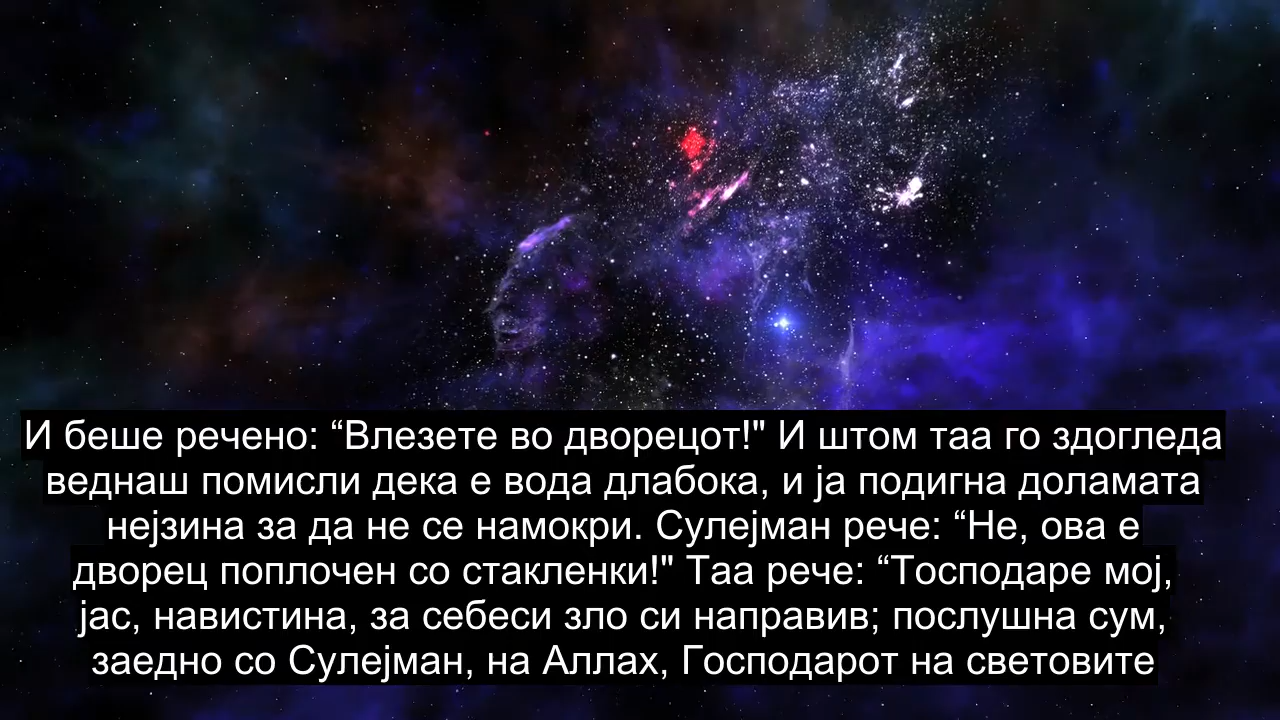 И беше речено: “Влезете во дворецот!" И штом таа го здогледа
веднаш помисли дека е вода длабока, и ја подигна доламата
нејзина за да не се намокри. Сулејман рече: “Не, ова е
дворец поплочен со стакленки!" Таа рече: “Тосподаре мој,
јас, навистина, за себеси зло си направив; послушна сум,
заедно со Сулејман, на Аллах, Господарот на световите